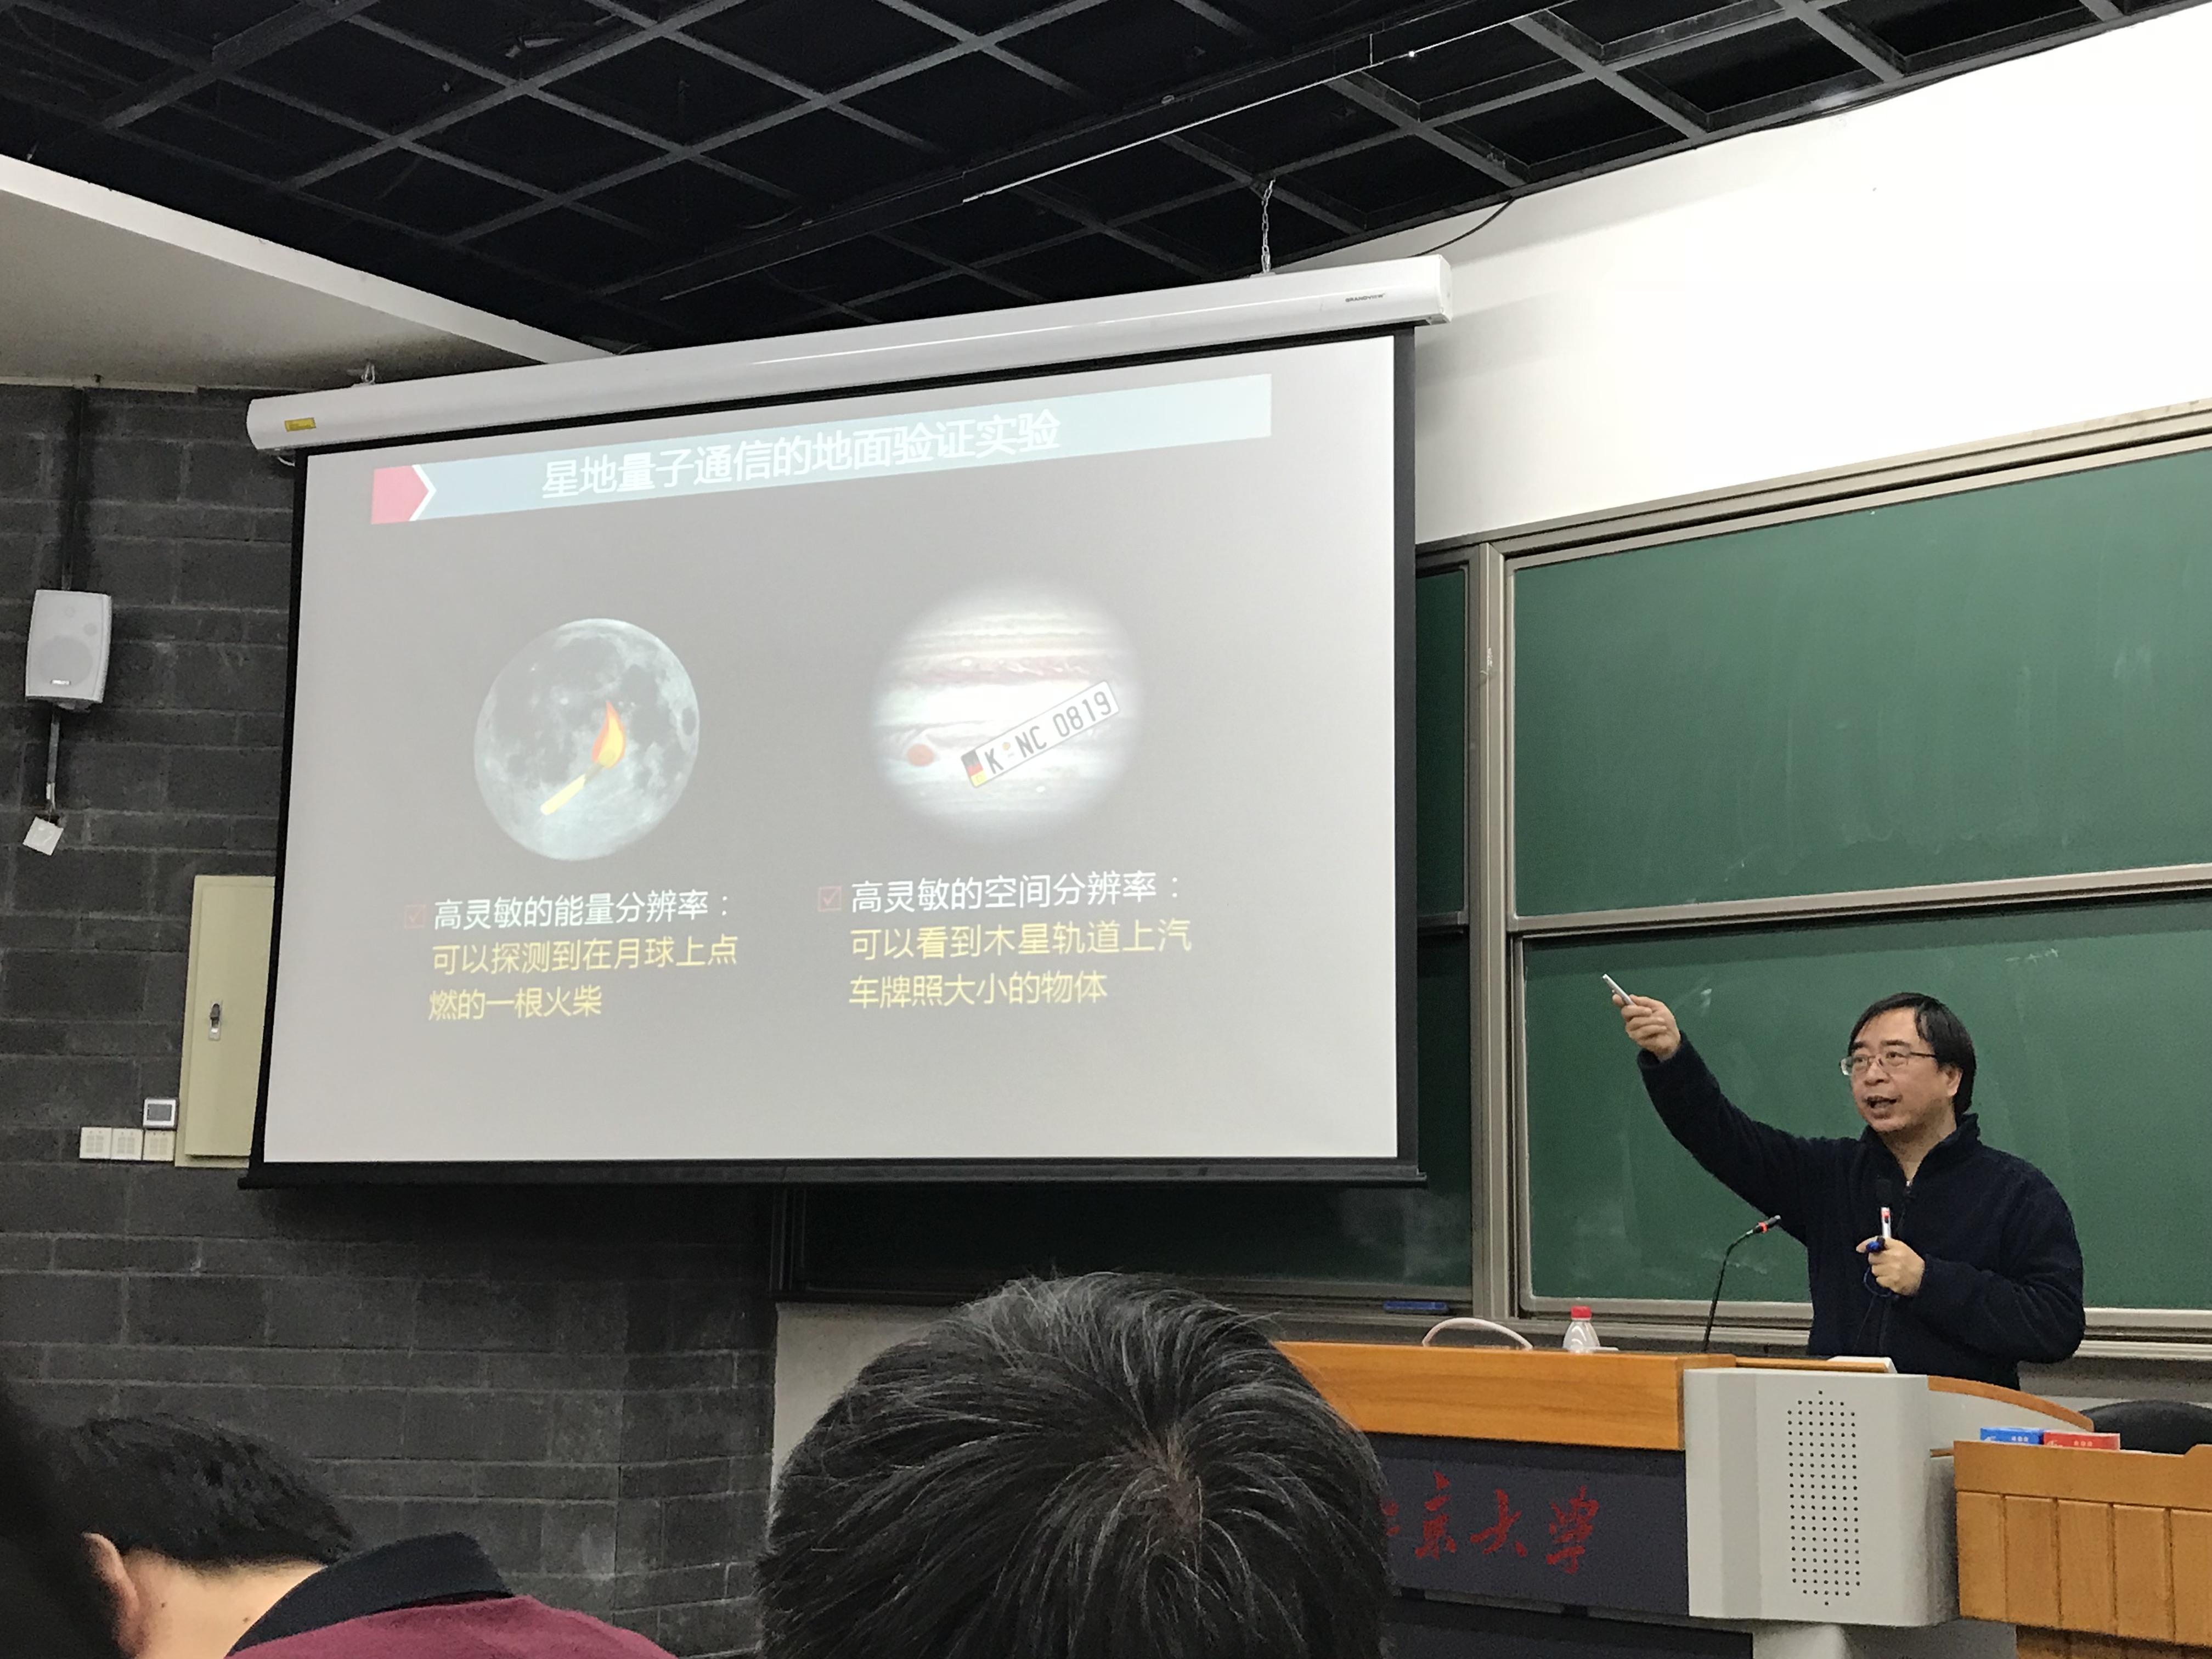 GRANDVIEW
星地量子通信的地面验证实验
K NC 0819
高灵敏的能量分辨率：
可以探测到在月球上点
燃的一根火柴
高灵敏的空间分辨率：
可以看到木星轨道上汽
车牌照大小的物体
京大学